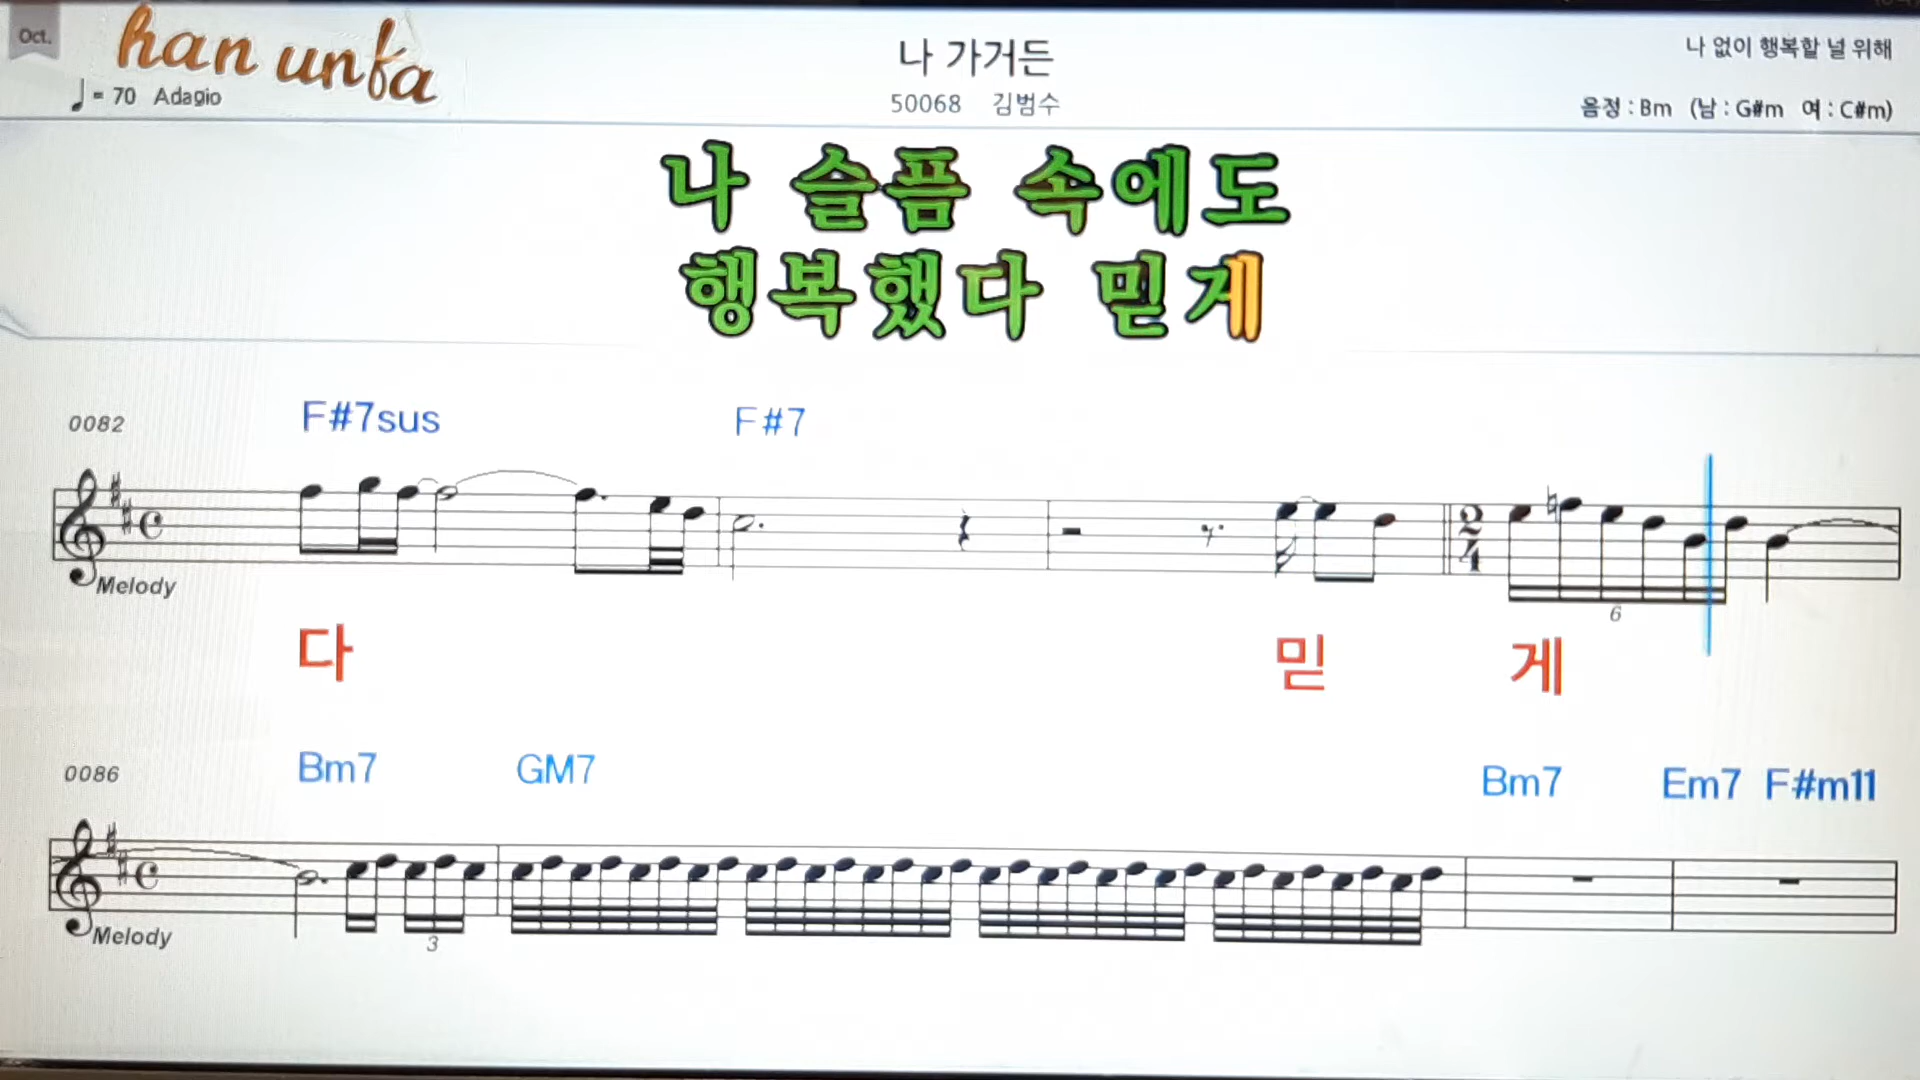 Oct.
han unfa
나 가거든
나 없이 행복할 널 위해
♩= 70 Adagio
50068 김범수
음정 : Bm (남 : G#m 여 : C#m)
나 슬픔 속에도
행복했다 믿게
0082 F#7sus F#7
2
4
6
Melody
다 믿 게
0086 Bm7 GM7 Bm7 Em7 F#m11
Melody
3